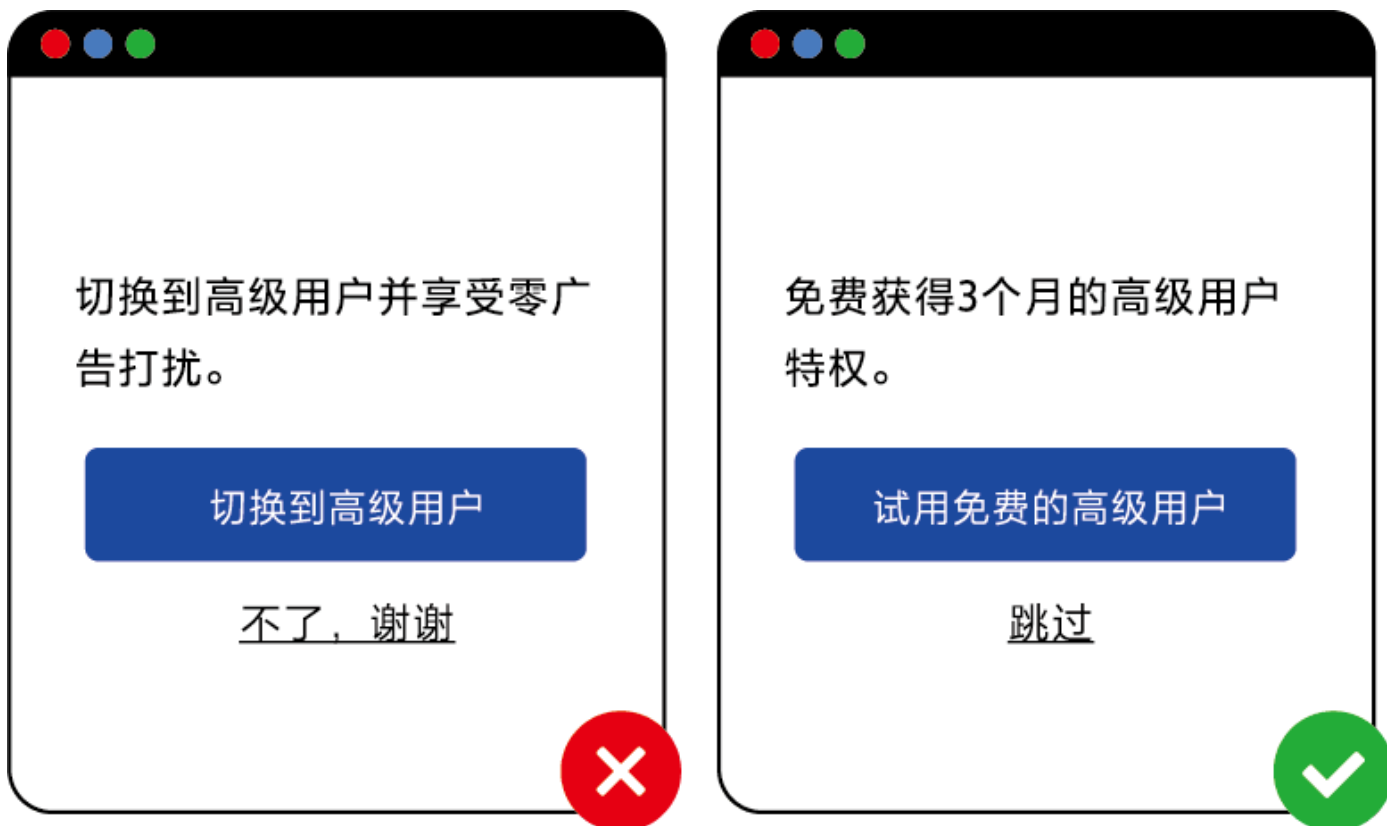 切换到高级用户并享受零广
告打扰。
切换到高级用户
不了，谢谢
免费获得3个月的高级用户
特权。
试用免费的高级用户
跳过